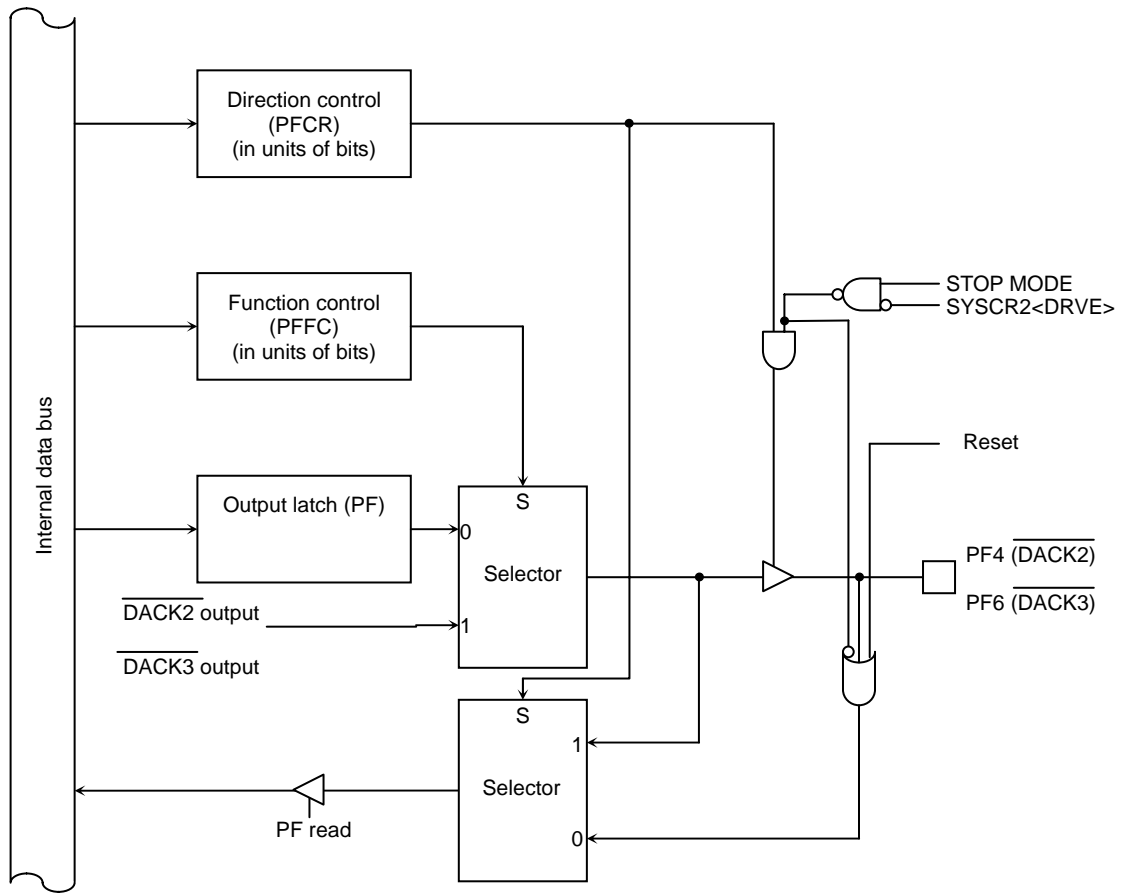 Direction control
(PFCR)
(in units of bits)
Function control
(PFFC)
(in units of bits)
STOP MODE
SYSCR2<DRVE>
Internal data bus
Reset
Output latch (PF)
S
0
Selector
1
DACK2 output
DACK3 output
PF4 (DACK2)
PF6 (DACK3)
S
1
Selector
0
PF read